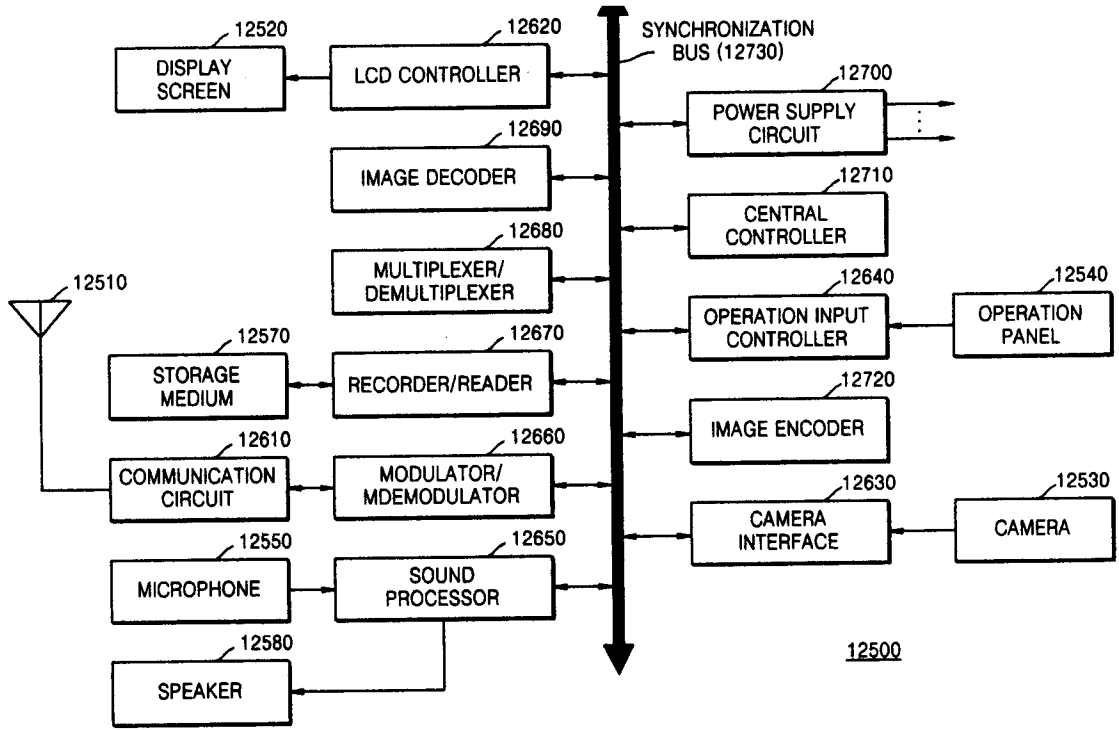 12520
DISPLAY
SCREEN
12620
LCD CONTROLLER
SYNCHRONIZATION
BUS (12730)
12700
POWER SUPPLY
CIRCUIT
12690
IMAGE DECODER
12710
CENTRAL
CONTROLLER
12680
MULTIPLEXER/
DEMULTIPLEXER
12640
OPERATION INPUT
CONTROLLER
12540
OPERATION
PANEL
12510
12570
STORAGE
MEDIUM
12670
RECORDER/READER
12720
IMAGE ENCODER
12610
COMMUNICATION
CIRCUIT
12660
MODULATOR/
MDEMODULATOR
12630
CAMERA
INTERFACE
12530
CAMERA
12550
MICROPHONE
12650
SOUND
PROCESSOR
12580
SPEAKER
12500